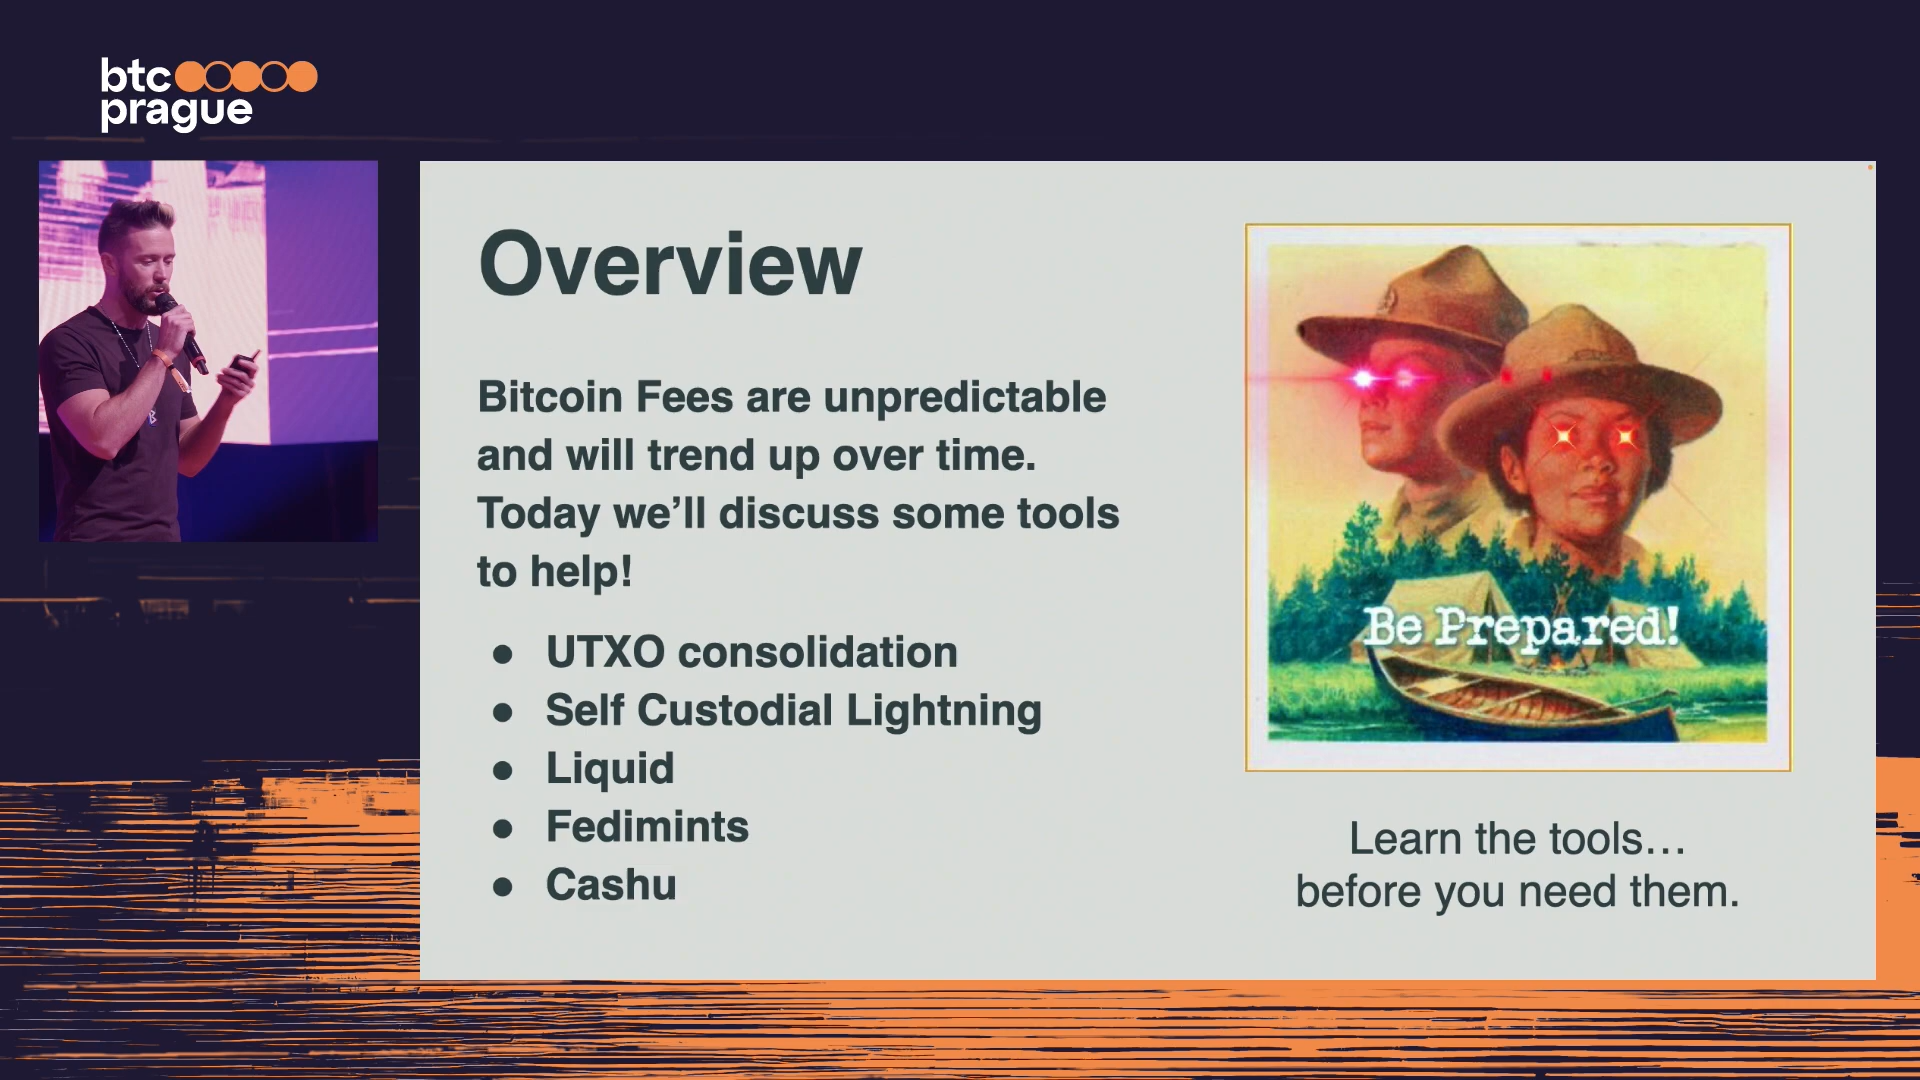 btc
prague
Overview
Bitcoin Fees are unpredictable
and will trend up over time.
Today we’ll discuss some tools
to help!
● UTXO consolidation
● Self Custodial Lightning
● Liquid
● Fedimints
● Cashu
Be Prepared!
Learn the tools…
before you need them.